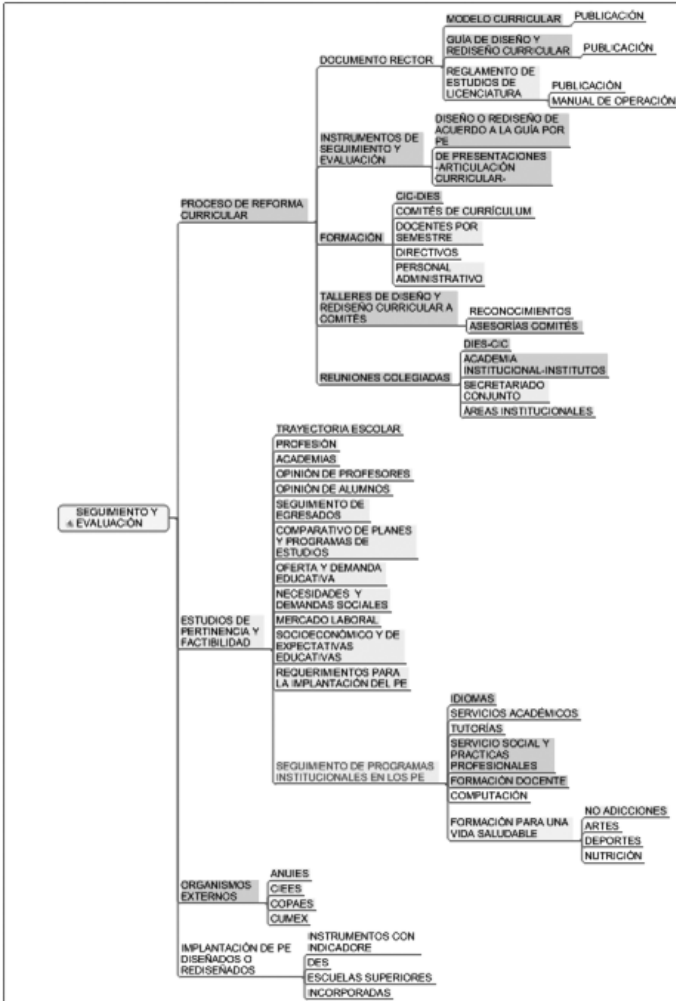 MODELO CURRICULAR
PUBLICACIÓN
GUÍA DE DISEÑO Y
REDISEÑO CURRICULAR
PUBLICACIÓN
DOCUMENTO RECTOR
REGLAMENTO DE
ESTUDIOS DE
LICENCIATURA
PUBLICACIÓN
MANUAL DE OPERACIÓN
DISEÑO O REDISEÑO DE
ACUERDO A LA GUÍA POR
PE
INSTRUMENTOS DE
SEGUIMIENTO Y
EVALUACIÓN
DE PRESENTACIONES
-ARTICULACIÓN
CURRICULAR-
PROCESO DE REFORMA
CURRICULAR
CIC-DIES
COMITÉS DE CURRÍCULUM
DOCENTES POR
SEMESTRE
FORMACIÓN
DIRECTIVOS
PERSONAL
ADMINISTRATIVO
TALLERES DE DISEÑO Y
REDISEÑO CURRICULAR A
COMITÉS
RECONOCIMIENTOS
ASESORÍAS COMITÉS
DIES-CIC
ACADEMIA
INSTITUCIONAL-INSTITUTOS
REUNIONES COLEGIADAS
SECRETARIADO
CONJUNTO
ÁREAS INSTITUCIONALES
TRAYECTORIA ESCOLAR
PROFESIÓN
ACADEMIAS
OPINIÓN DE PROFESORES
OPINIÓN DE ALUMNOS
SEGUIMIENTO DE
EGRESADOS
SEGUIMIENTO Y
EVALUACIÓN
COMPARATIVO DE PLANES
Y PROGRAMAS DE
ESTUDIOS
OFERTA Y DEMANDA
EDUCATIVA
NECESIDADES Y
DEMANDAS SOCIALES
ESTUDIOS DE
PERTINENCIA Y
FACTIBILIDAD
MERCADO LABORAL
SOCIOECONÓMICO Y DE
EXPECTATIVAS
EDUCATIVAS
REQUERIMIENTOS PARA
LA IMPLANTACIÓN DEL PE
IDIOMAS
SERVICIOS ACADÉMICOS
TUTORÍAS
SERVICIO SOCIAL Y
PRACTICAS
PROFESIONALES
SEGUIMIENTO DE PROGRAMAS
INSTITUCIONALES EN LOS PE
FORMACIÓN DOCENTE
COMPUTACIÓN
FORMACIÓN PARA UNA
VIDA SALUDABLE
NO ADICCIONES
ARTES
DEPORTES
NUTRICIÓN
ORGANISMOS
EXTERNOS
ANUIES
CIEES
COPAES
CUMEX
IMPLANTACIÓN DE PE
DISEÑADOS O
REDISEÑADOS
INSTRUMENTOS CON
INDICADORE
DES
ESCUELAS SUPERIORES
INCORPORADAS